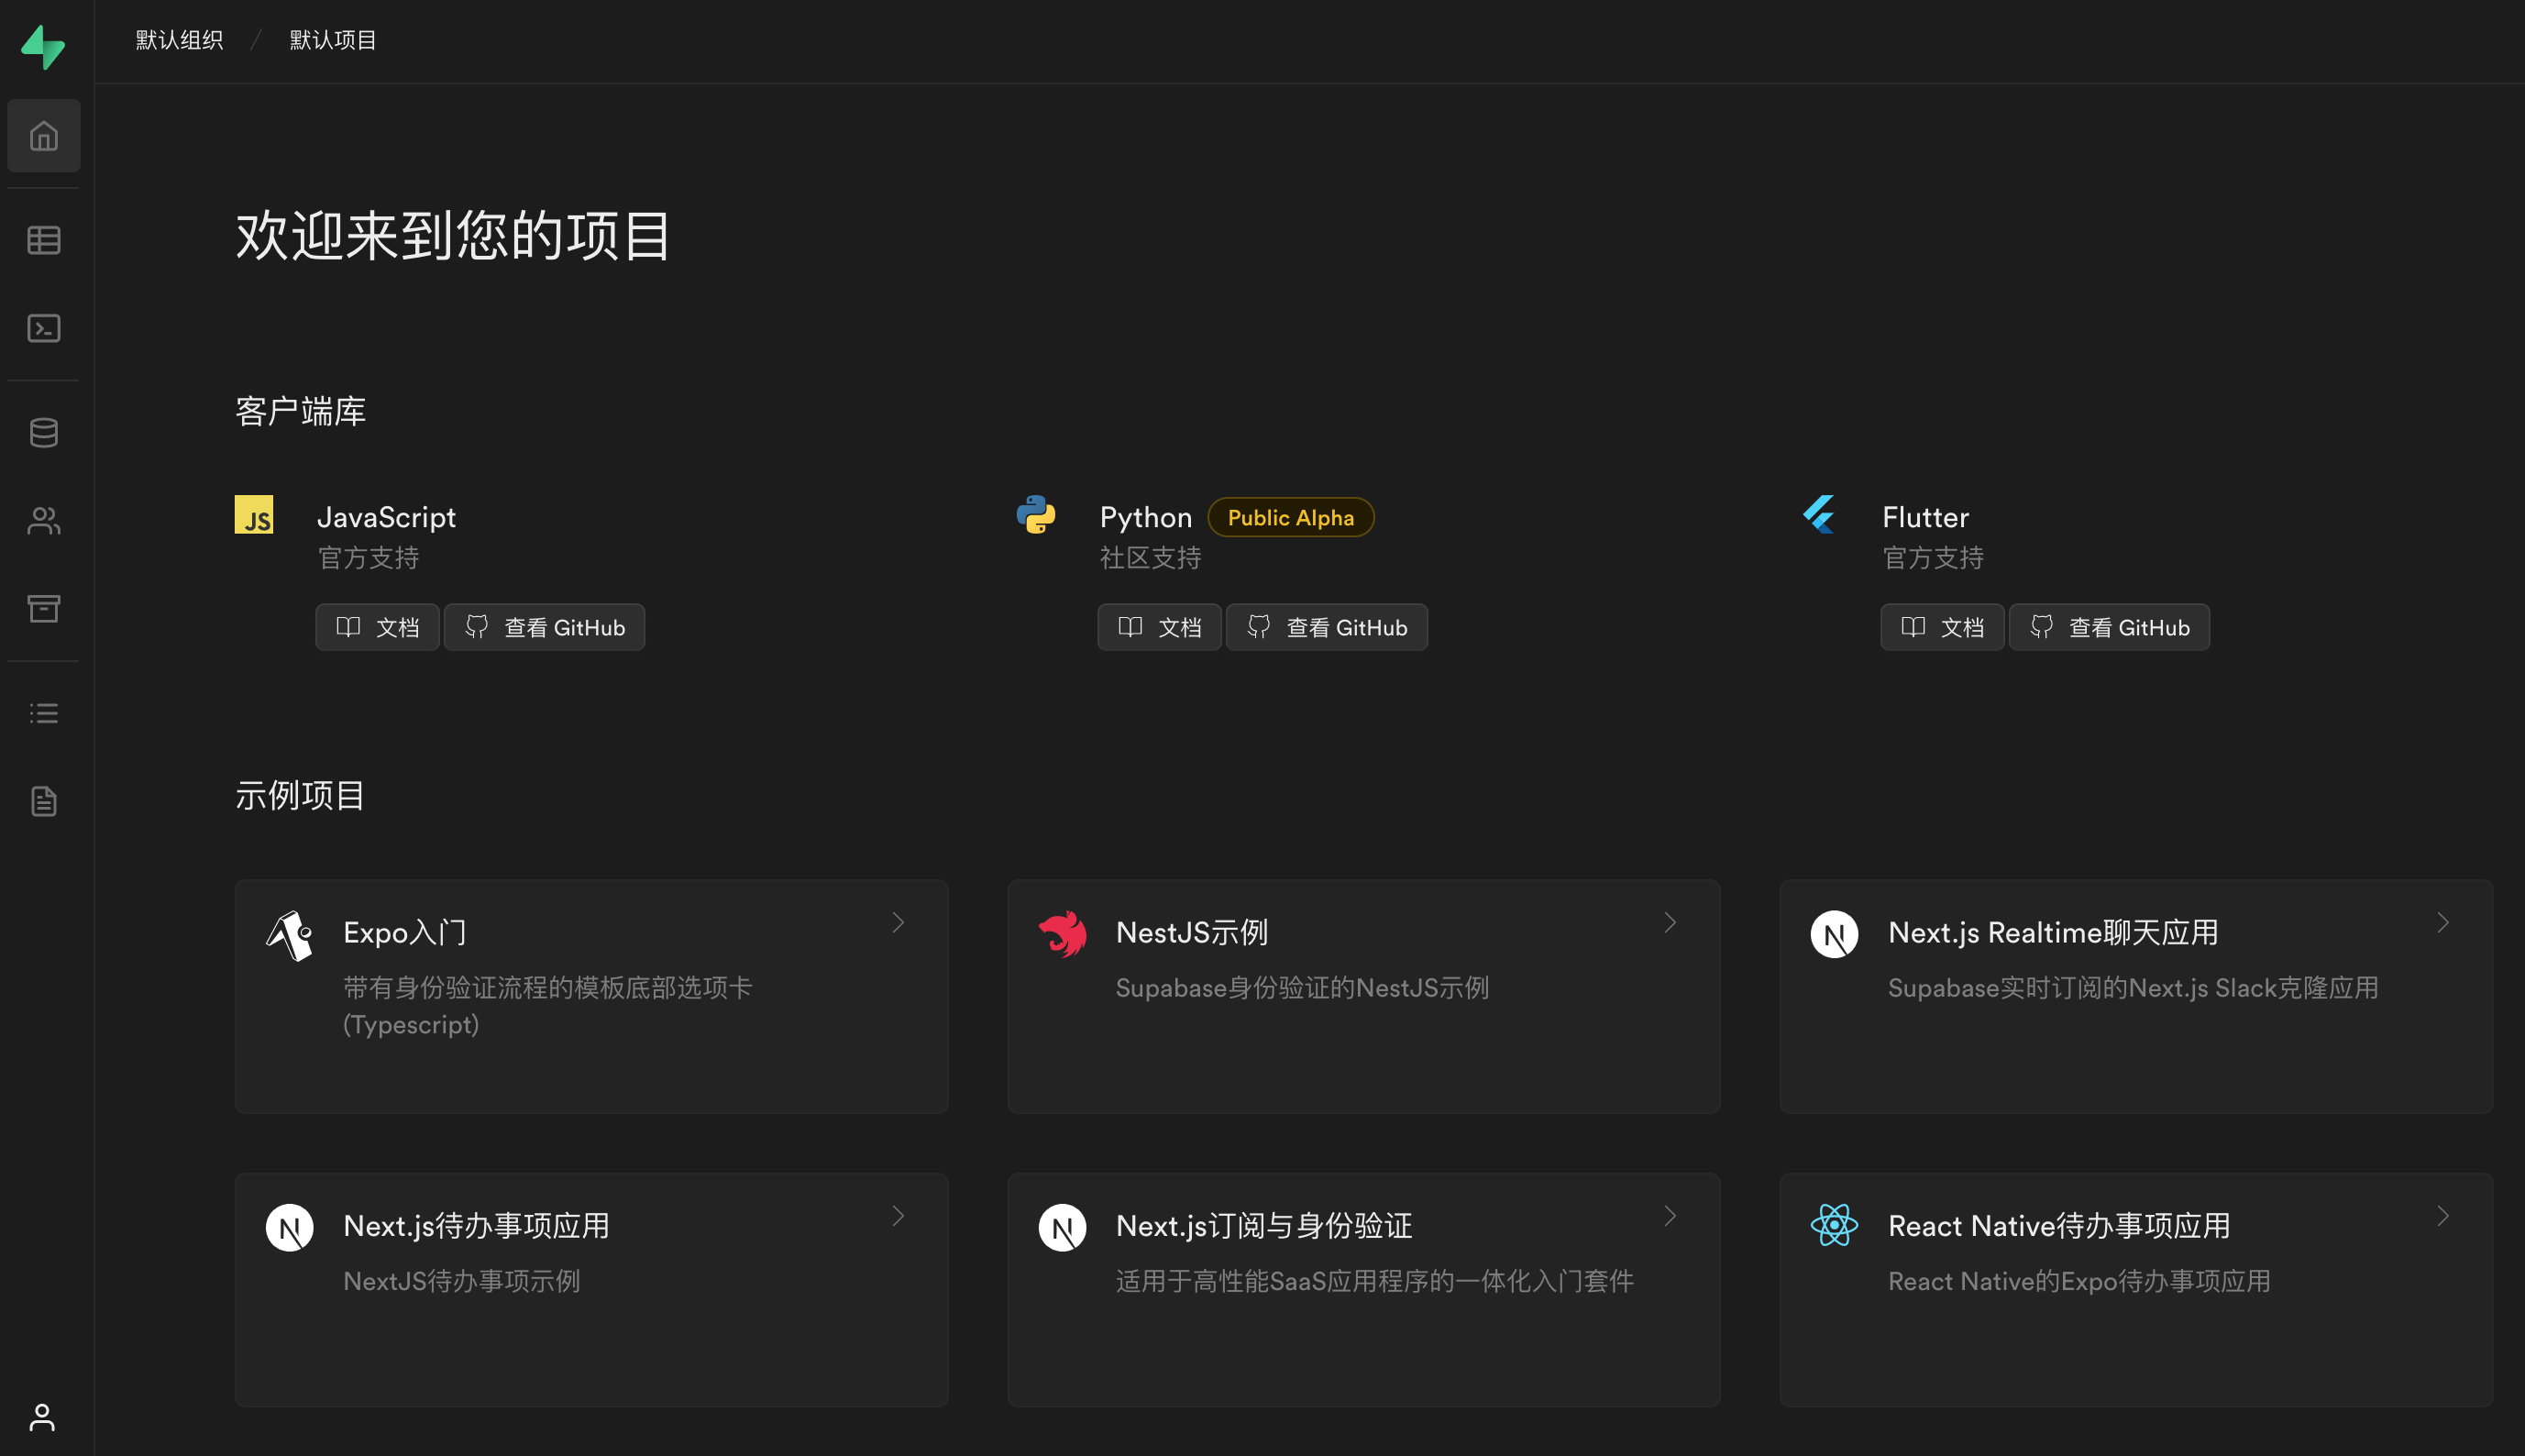 默认组织 / 默认项目
欢迎来到您的项目
客户端库
JS
JavaScript
官方支持
文档 查看 GitHub
Python Public Alpha
社区支持
文档 查看 GitHub
Flutter
官方支持
文档 查看 GitHub
示例项目
Expo入门
带有身份验证流程的模板底部选项卡
(Typescript)
NestJS示例
Supabase身份验证的NestJS示例
N
Next.js Realtime聊天应用
Supabase实时订阅的Next.js Slack克隆应用
N
Next.js待办事项应用
NextJS待办事项示例
N
Next.js订阅与身份验证
适用于高性能SaaS应用程序的一体化入门套件
React Native待办事项应用
React Native的Expo待办事项应用